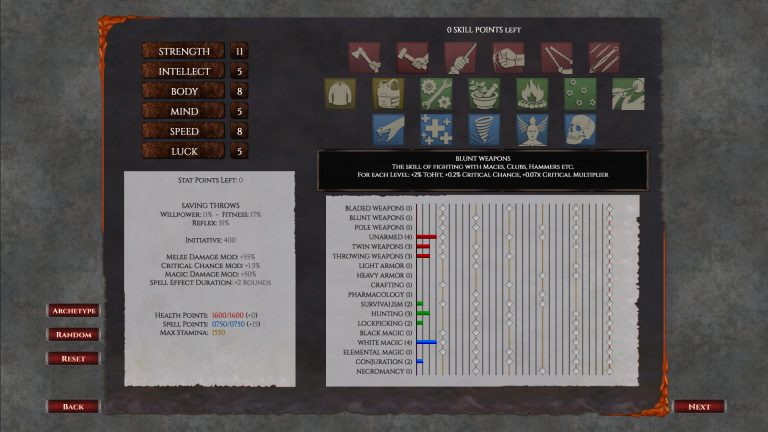 0 SKILL POINTS LEFT
STRENGTH 11
INTELLECT 5
BODY 8
MIND 5
SPEED 8
LUCK 5
BLUNT WEAPONS
THE SKILL OF FIGHTING WITH MACES, CLUBS, HAMMERS ETC.
FOR EACH LEVEL: +2% TOHIT, +0.2% CRITICAL CHANCE, +0.07X CRITICAL MULTIPLIER
STAT POINTS LEFT: 0
SAVING THROWS
WILLPOWER: 11% - FITNESS: 17%
REFLEX: 31%
INITIATIVE: 400
MELEE DAMAGE MOD: +55%
CRITICAL CHANCE MOD: +1.5%
MAGIC DAMAGE MOD: +50%
SPELL EFFECT DURATION: +2 ROUNDS
HEALTH POINTS: 1600/1600 (+0)
SPELL POINTS: 0750/0750 (+15)
MAX STAMINA: 1550
BLADED WEAPONS (1)
BLUNT WEAPONS (1)
POLE WEAPONS (1)
UNARMED (4)
TWIN WEAPONS (3)
THROWING WEAPONS (3)
LIGHT ARMOR (1)
HEAVY ARMOR (1)
CRAFTING (1)
PHARMACOLOGY (1)
SURVIVALISM (2)
HUNTING (3)
LOCKPICKING (2)
BLACK MAGIC (1)
WHITE MAGIC (4)
ELEMENTAL MAGIC (1)
CONJURATION (2)
NECROMANCY (1)
ARCHETYPE
RANDOM
RESET
BACK
NEXT